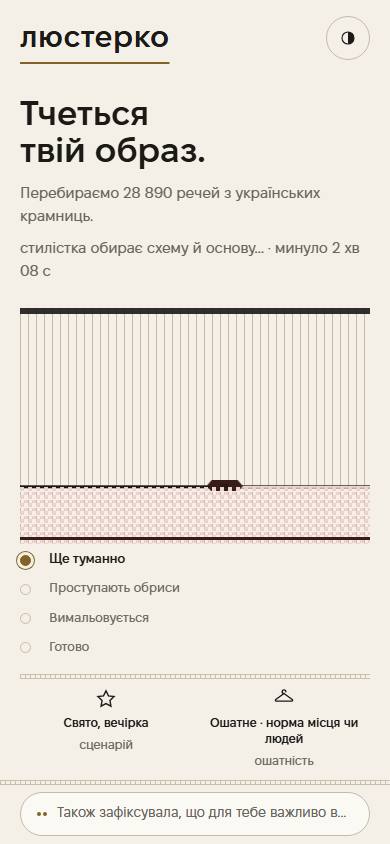 люстерко
Тчеться
твій образ.
Перебираємо 28 890 речей з українських
крамниць.
стилістка обирає схему й основу... · минуло 2 хв
08 с
Ще туманно
Проступають обриси
Вимальовується
Готово
Свято, вечірка
сценарій
Ошатне · норма місця чи
людей
ошатність
Також зафіксувала, що для тебе важливо в...